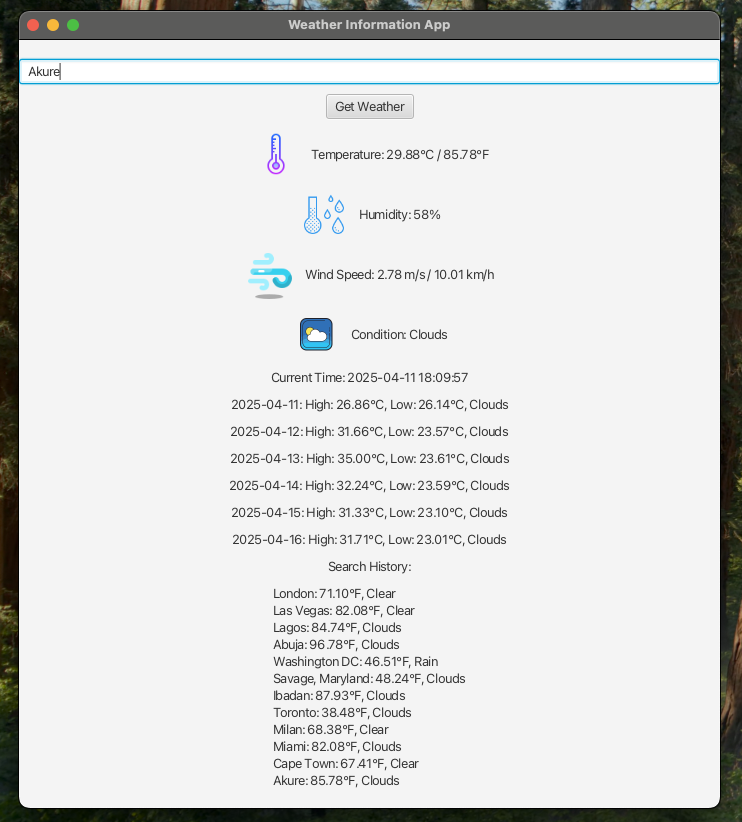 Weather Information App
Akure
Get Weather
Temperature: 29.88°C / 85.78°F
Humidity: 58%
Wind Speed: 2.78 m/s / 10.01 km/h
Condition: Clouds
Current Time: 2025-04-11 18:09:57
2025-04-11: High: 26.86°C, Low: 26.14°C, Clouds
2025-04-12: High: 31.66°C, Low: 23.57°C, Clouds
2025-04-13: High: 35.00°C, Low: 23.61°C, Clouds
2025-04-14: High: 32.24°C, Low: 23.59°C, Clouds
2025-04-15: High: 31.33°C, Low: 23.10°C, Clouds
2025-04-16: High: 31.71°C, Low: 23.01°C, Clouds
Search History:
London: 71.10°F, Clear
Las Vegas: 82.08°F, Clear
Lagos: 84.74°F, Clouds
Abuja: 96.78°F, Clouds
Washington DC: 46.51°F, Rain
Savage, Maryland: 48.24°F, Clouds
Ibadan: 87.93°F, Clouds
Toronto: 38.48°F, Clouds
Milan: 68.38°F, Clear
Miami: 82.08°F, Clouds
Cape Town: 67.41°F, Clear
Akure: 85.78°F, Clouds